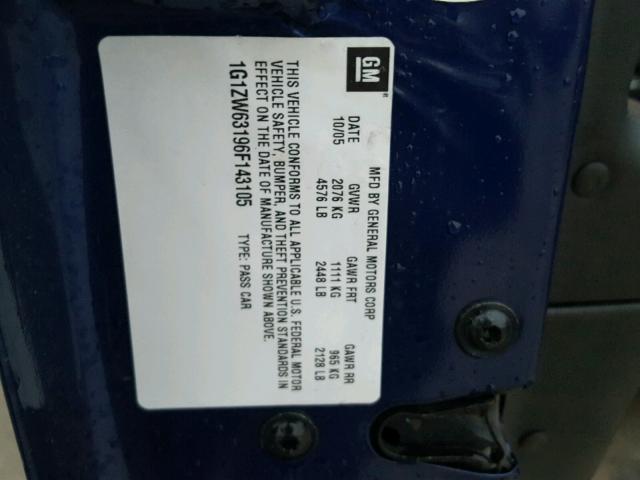 GM
MFD BY GENERAL MOTORS CORP
DATE GVWR GAWR FRT GAWR RR
10/05 2076 KG 1111 KG 965 KG
4576 LB 2448 LB 2128 LB
THIS VEHICLE CONFORMS TO ALL APPLICABLE U.S. FEDERAL MOTOR
VEHICLE SAFETY, BUMPER, AND THEFT PREVENTION STANDARDS IN
EFFECT ON THE DATE OF MANUFACTURE SHOWN ABOVE.
1G1ZW63196F143105 TYPE: PASS CAR